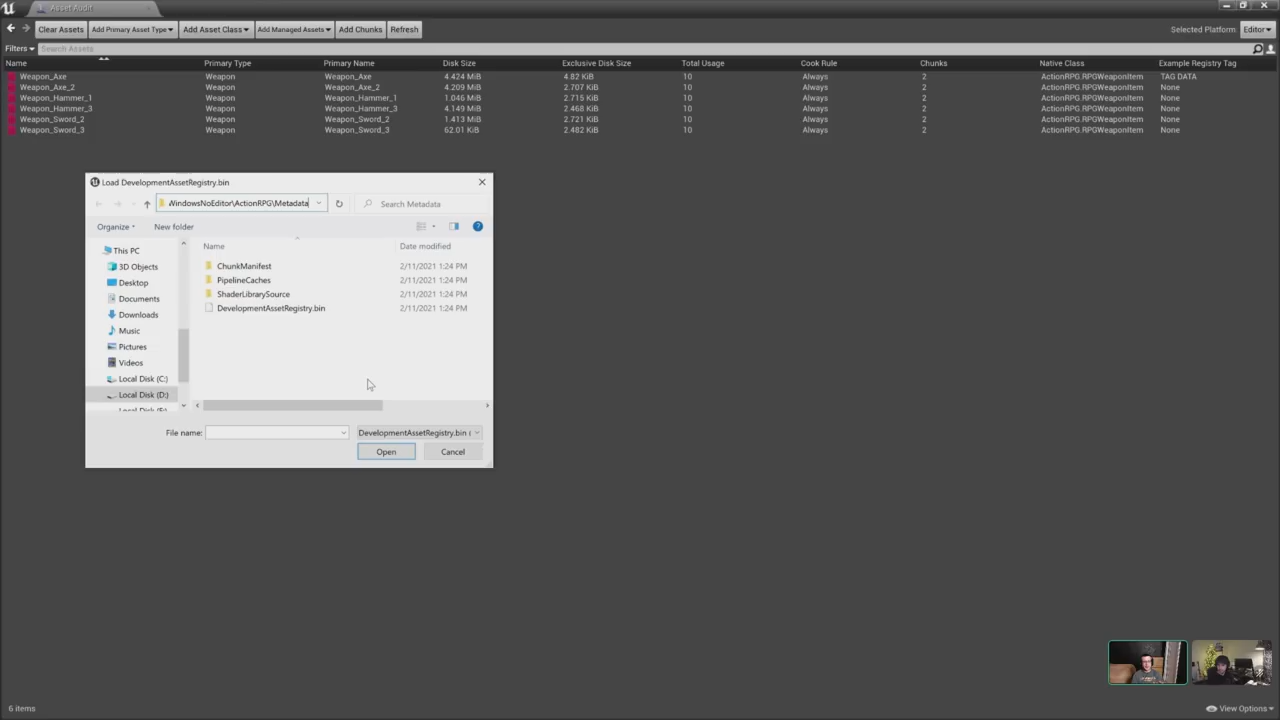 Asset Audit
Clear Assets Add Primary Asset Type Add Asset Class Add Managed Assets Add Chunks Refresh Selected Platform: Editor
Filters Search Assets
Name Primary Type Primary Name Disk Size Exclusive Disk Size Total Usage Cook Rule Chunks Native Class Example Registry Tag
Weapon_Axe Weapon Weapon_Axe 4.424 MiB 4.82 KiB 10 Always 2 ActionRPG.RPGWeaponItem TAG DATA
Weapon_Axe_2 Weapon Weapon_Axe_2 4.209 MiB 2.707 KiB 10 Always 2 ActionRPG.RPGWeaponItem None
Weapon_Hammer_1 Weapon Weapon_Hammer_1 1.046 MiB 2.715 KiB 10 Always 2 ActionRPG.RPGWeaponItem None
Weapon_Hammer_3 Weapon Weapon_Hammer_3 4.149 MiB 2.468 KiB 10 Always 2 ActionRPG.RPGWeaponItem None
Weapon_Sword_2 Weapon Weapon_Sword_2 1.413 MiB 2.721 KiB 10 Always 2 ActionRPG.RPGWeaponItem None
Weapon_Sword_3 Weapon Weapon_Sword_3 62.01 KiB 2.482 KiB 10 Always 2 ActionRPG.RPGWeaponItem None
Load DevelopmentAssetRegistry.bin
WindowsNoEditor\ActionRPG\Metadata Search Metadata
Organize New folder
Name Date modified
This PC
3D Objects
Desktop
Documents
Downloads
Music
Pictures
Videos
Local Disk (C:)
Local Disk (D:)
ChunkManifest 2/11/2021 1:24 PM
PipelineCaches 2/11/2021 1:24 PM
ShaderLibrarySource 2/11/2021 1:24 PM
DevelopmentAssetRegistry.bin 2/11/2021 1:24 PM
File name: DevelopmentAssetRegistry.bin (
Open Cancel
6 items View Options